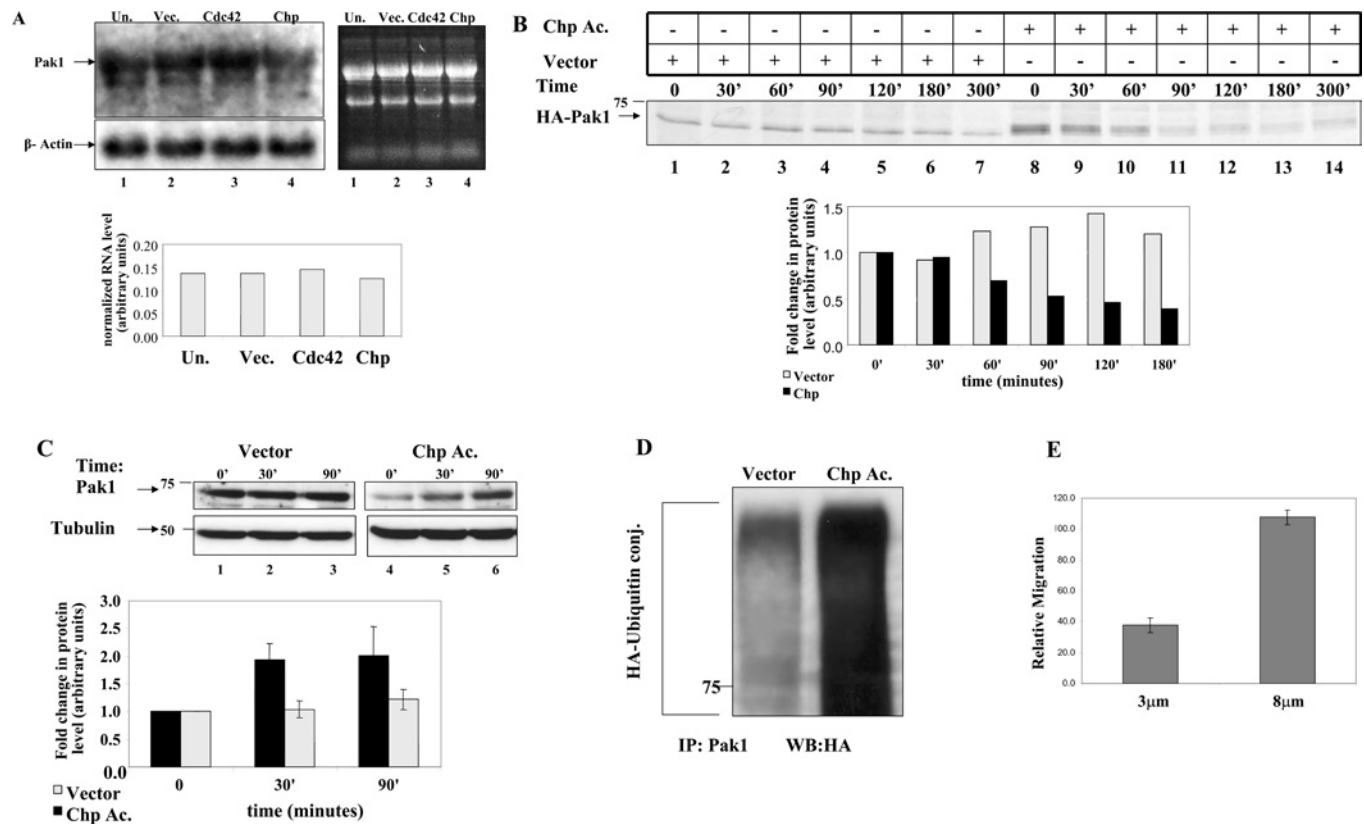 A
Un. Vec. Cdc42 Chp
Pak1
β- Actin
1 2 3 4
Un. Vec. Cdc42 Chp
1 2 3 4
normalized RNA level
(arbitrary units)
0.20
0.15
0.10
0.05
0.00
Un. Vec. Cdc42 Chp
B
Chp Ac. - - - - - - - + + + + + + +
Vector + + + + + + + - - - - - - -
Time 0 30' 60' 90' 120' 180' 300' 0 30' 60' 90' 120' 180' 300'
75
HA-Pak1
1 2 3 4 5 6 7 8 9 10 11 12 13 14
Fold change in protein
level (arbitrary units)
1.5
1.0
0.5
0.0
0' 30' 60' 90' 120' 180'
Vector
Chp
time (minutes)
C
Vector Chp Ac.
Time: 0' 30' 90' 0' 30' 90'
Pak1 75
Tubulin 50
1 2 3 4 5 6
Fold change in protein
level (arbitrary units)
3.0
2.5
2.0
1.5
1.0
0.5
0.0
0 30' 90'
Vector
Chp Ac.
time (minutes)
D
Vector Chp Ac.
HA-Ubiquitin conj.
75
IP: Pak1 WB:HA
E
Relative Migration
120.0
100.0
80.0
60.0
40.0
20.0
0.0
3μm 8μm